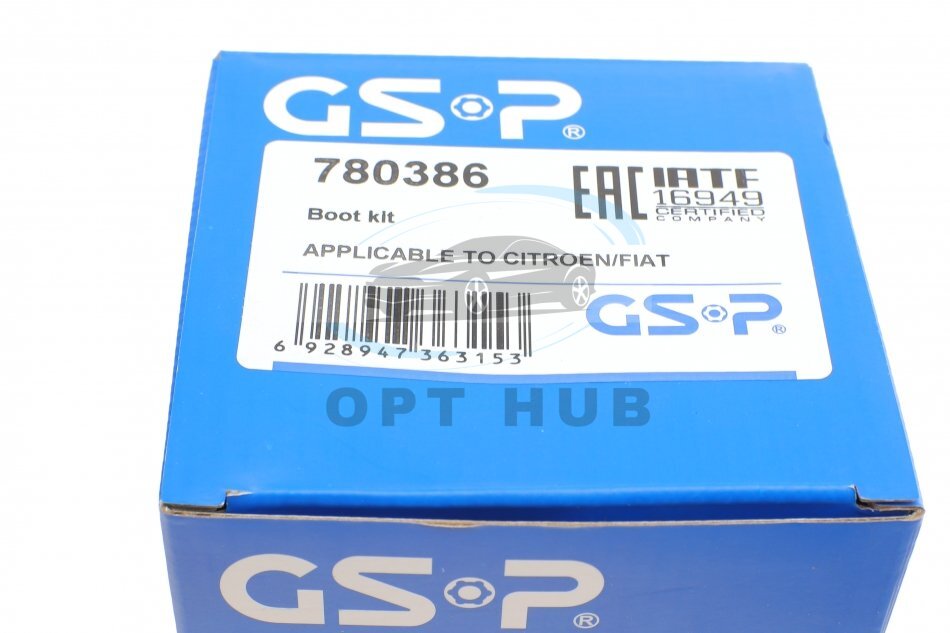 GSP®
780386
EAC
IATF
16949
CERTIFIED
COMPANY
Boot kit
APPLICABLE TO CITROEN/FIAT
6 928947 363153
GSP®
OPT HUB
GSP®